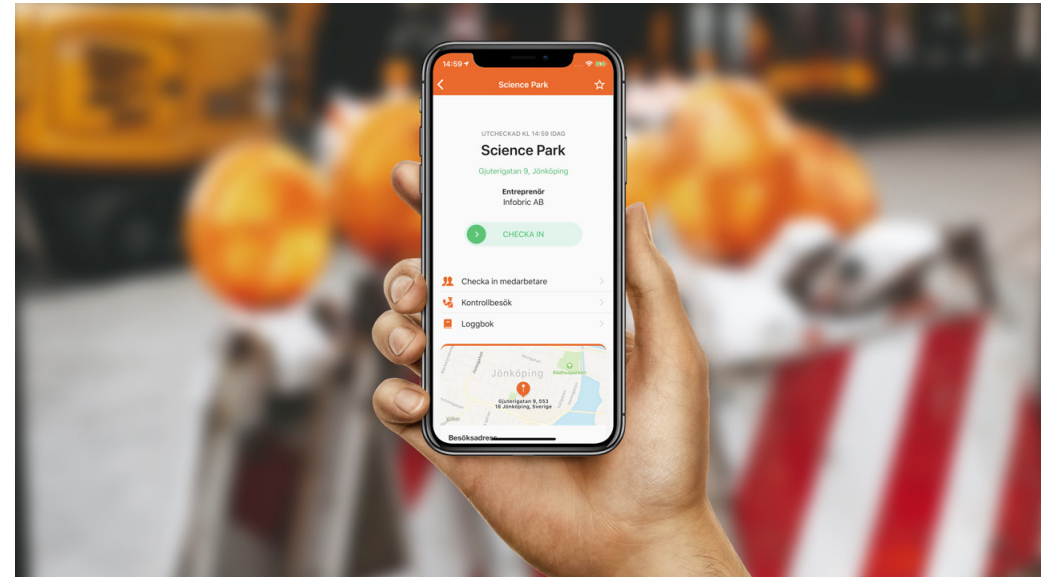 14:59
Science Park
UTCHECKAD KL 14:59 IDAG
Science Park
Gjuterigatan 9, Jönköping
Entreprenör
Infobric AB
CHECKA IN
Checka in medarbetare
Kontrollbesök
Loggbok
Jönköping
Rådhusparken
Gjuterigatan 9, 553
18 Jönköping, Sverige
Besöksadress